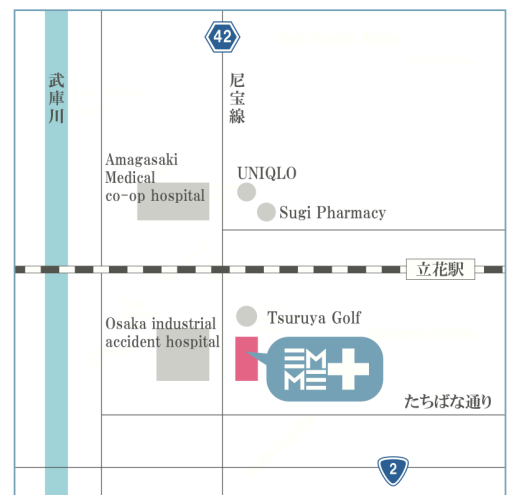 42
武庫川
尼宝線
Amagasaki
Medical
co-op hospital
UNIQLO
Sugi Pharmacy
立花駅
Osaka industrial
accident hospital
Tsuruya Golf
EM
ME
たちばな通り
2